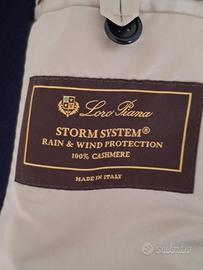 Loro Piana
STORM SYSTEM®
RAIN & WIND PROTECTION
100% CASHMERE
MADE IN ITALY
Subito